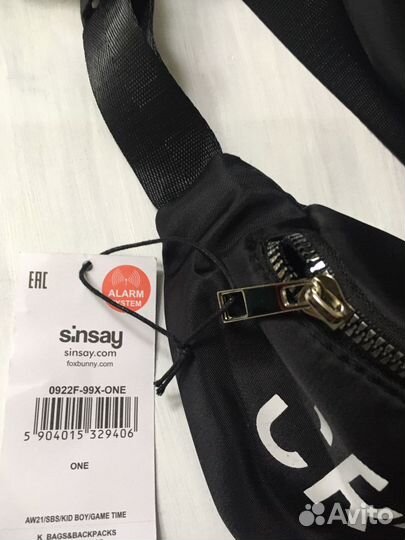 EAC
ALARM
SYSTEM
sinsay
sinsay.com
foxbunny.com
0922F-99X-ONE
5 904015 329406
ONE
AW21/SBS/KID BOY/GAME TIME
K_BAGS&BACKPACKS
Avito